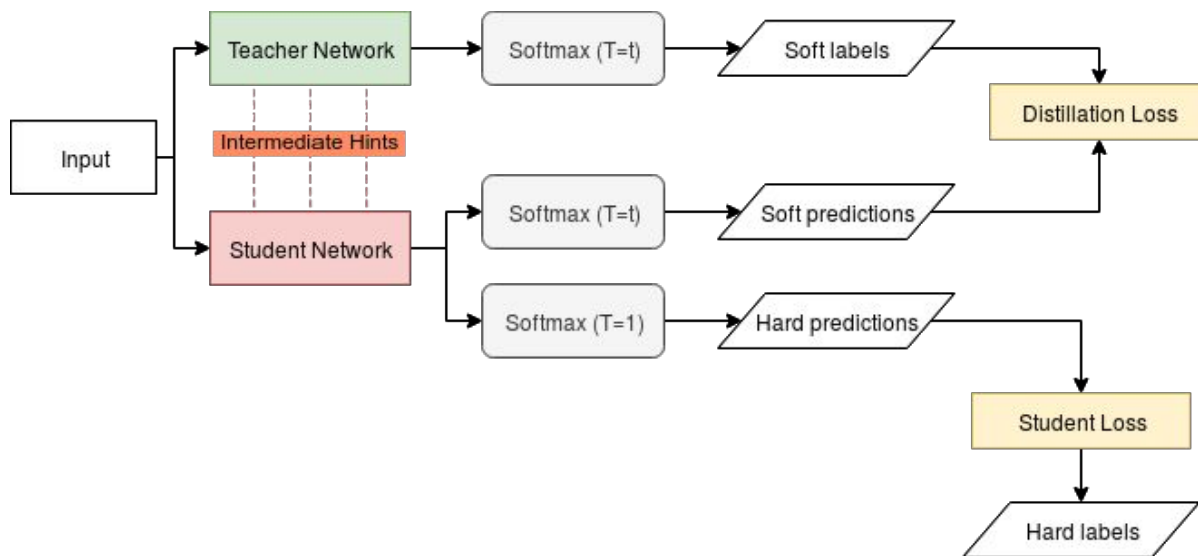 Teacher Network
Softmax (T=t)
Soft labels
Distillation Loss
Intermediate Hints
Input
Softmax (T=t)
Soft predictions
Student Network
Softmax (T=1)
Hard predictions
Student Loss
Hard labels